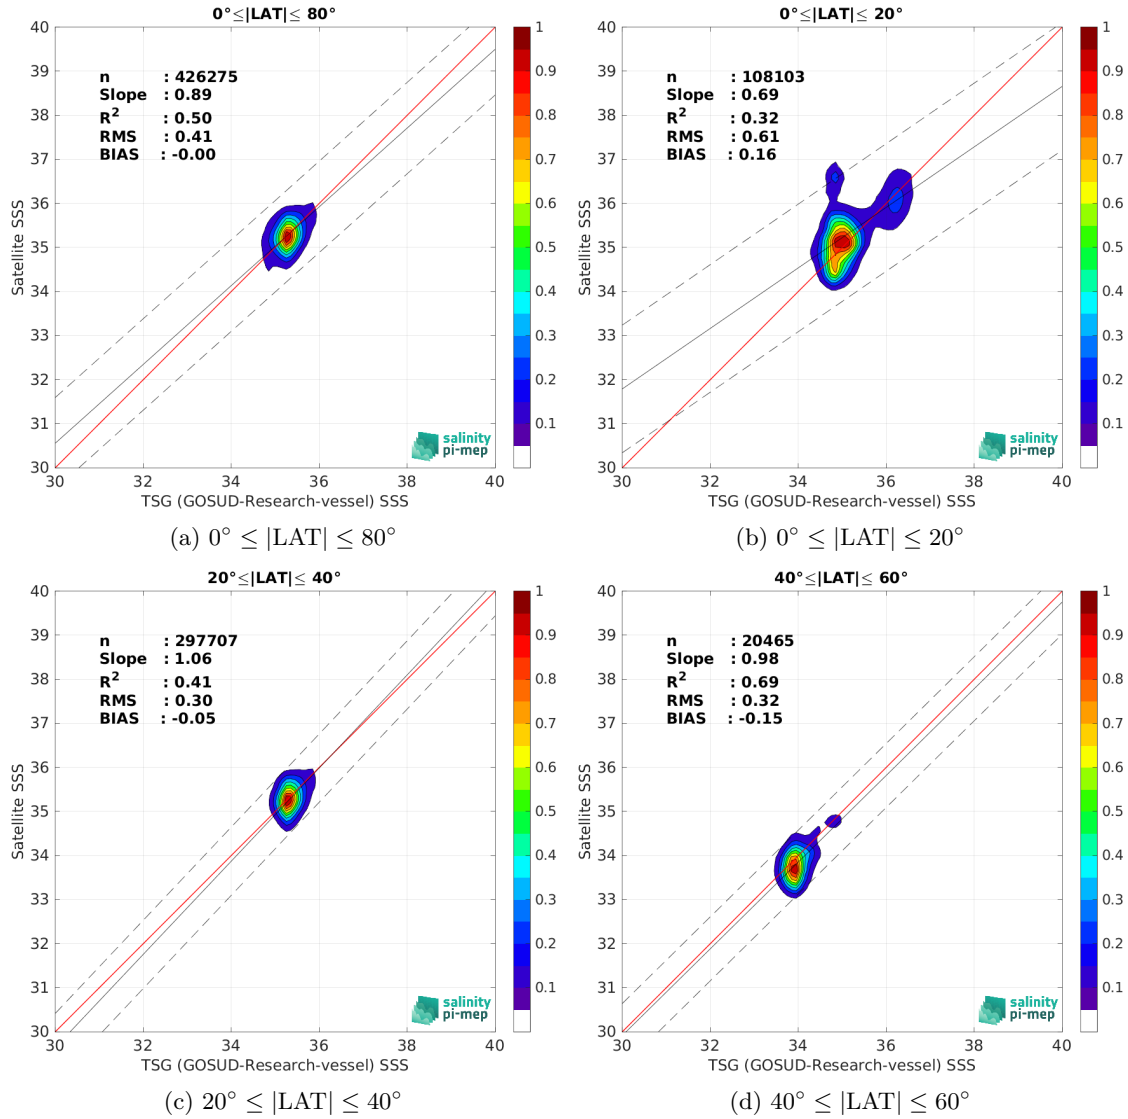 0°≤|LAT|≤ 80°
n : 426275
Slope : 0.89
R² : 0.50
RMS : 0.41
BIAS : -0.00
Satellite SSS
40
39
38
37
36
35
34
33
32
31
30
30 32 34 36 38 40
TSG (GOSUD-Research-vessel) SSS
salinity
pi-mep
1
0.9
0.8
0.7
0.6
0.5
0.4
0.3
0.2
0.1
(a) 0° ≤ |LAT| ≤ 80°
0°≤|LAT|≤ 20°
n : 108103
Slope : 0.69
R² : 0.32
RMS : 0.61
BIAS : 0.16
Satellite SSS
40
39
38
37
36
35
34
33
32
31
30
30 32 34 36 38 40
TSG (GOSUD-Research-vessel) SSS
salinity
pi-mep
1
0.9
0.8
0.7
0.6
0.5
0.4
0.3
0.2
0.1
(b) 0° ≤ |LAT| ≤ 20°
20°≤|LAT|≤ 40°
n : 297707
Slope : 1.06
R² : 0.41
RMS : 0.30
BIAS : -0.05
Satellite SSS
40
39
38
37
36
35
34
33
32
31
30
30 32 34 36 38 40
TSG (GOSUD-Research-vessel) SSS
salinity
pi-mep
1
0.9
0.8
0.7
0.6
0.5
0.4
0.3
0.2
0.1
(c) 20° ≤ |LAT| ≤ 40°
40°≤|LAT|≤ 60°
n : 20465
Slope : 0.98
R² : 0.69
RMS : 0.32
BIAS : -0.15
Satellite SSS
40
39
38
37
36
35
34
33
32
31
30
30 32 34 36 38 40
TSG (GOSUD-Research-vessel) SSS
salinity
pi-mep
1
0.9
0.8
0.7
0.6
0.5
0.4
0.3
0.2
0.1
(d) 40° ≤ |LAT| ≤ 60°